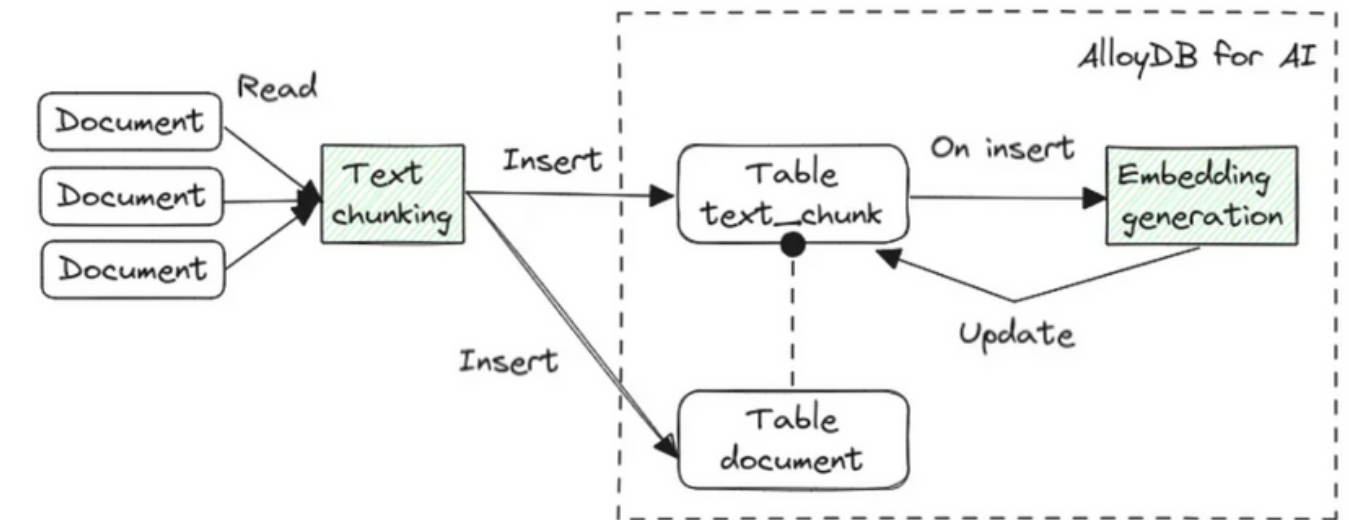 AlloyDB for AI
Read
Document
Document
Document
Text
chunking
Insert
Insert
Table
text_chunk
On insert
Embedding
generation
Update
Table
document